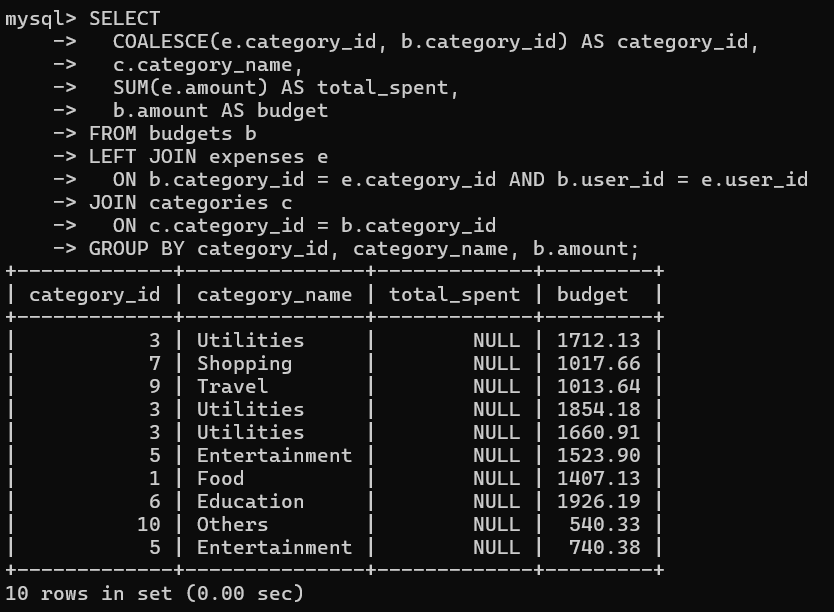 mysql> SELECT
    ->   COALESCE(e.category_id, b.category_id) AS category_id,
    ->   c.category_name,
    ->   SUM(e.amount) AS total_spent,
    ->   b.amount AS budget
    -> FROM budgets b
    -> LEFT JOIN expenses e
    ->   ON b.category_id = e.category_id AND b.user_id = e.user_id
    -> JOIN categories c
    ->   ON c.category_id = b.category_id
    -> GROUP BY category_id, category_name, b.amount;
+-------------+---------------+-------------+---------+
| category_id | category_name | total_spent | budget  |
+-------------+---------------+-------------+---------+
|           3 | Utilities     |        NULL | 1712.13 |
|           7 | Shopping      |        NULL | 1017.66 |
|           9 | Travel        |        NULL | 1013.64 |
|           3 | Utilities     |        NULL | 1854.18 |
|           3 | Utilities     |        NULL | 1660.91 |
|           5 | Entertainment |        NULL | 1523.90 |
|           1 | Food          |        NULL | 1407.13 |
|           6 | Education     |        NULL | 1926.19 |
|          10 | Others        |        NULL |  540.33 |
|           5 | Entertainment |        NULL |  740.38 |
+-------------+---------------+-------------+---------+
10 rows in set (0.00 sec)